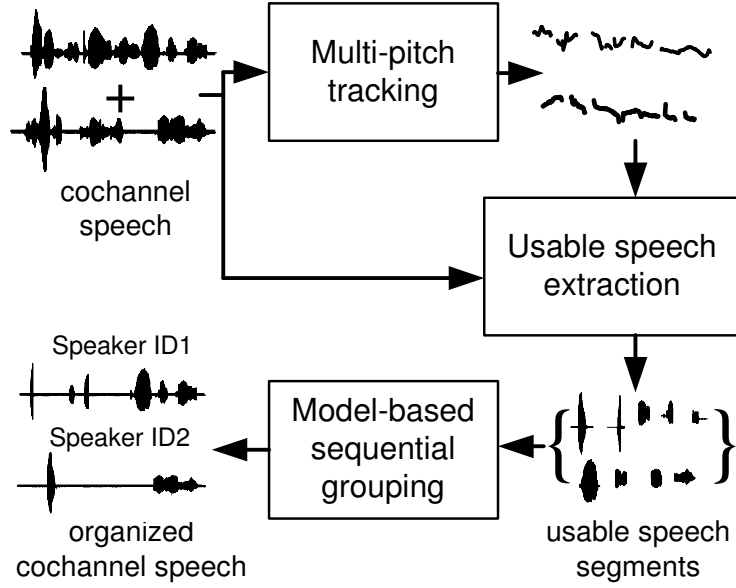 Multi-pitch
tracking
+
cochannel
speech
Usable speech
extraction
Speaker ID1
Speaker ID2
organized
cochannel speech
Model-based
sequential
grouping
{ }
usable speech
segments